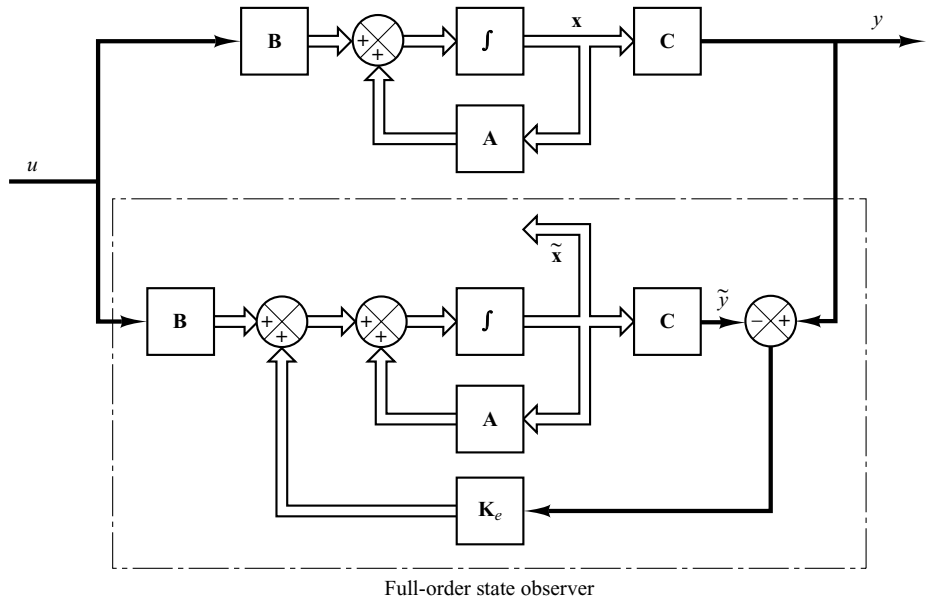 x
y
B
+
+
∫
C
A
u
x̃
B
+
+
+
+
∫
C
ỹ
−
+
A
Kₑ
Full-order state observer